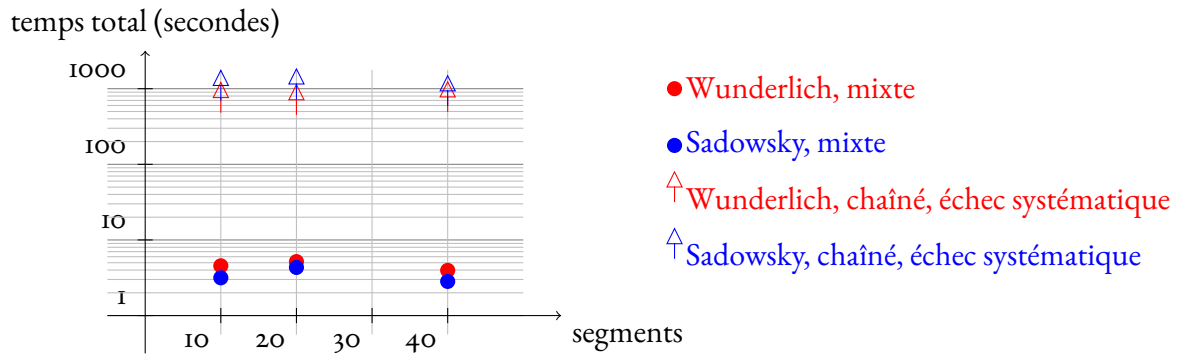 temps total (secondes)
1000
100
10
1
10 20 30 40
segments
Wunderlich, mixte
Sadowsky, mixte
Wunderlich, chaîné, échec systématique
Sadowsky, chaîné, échec systématique